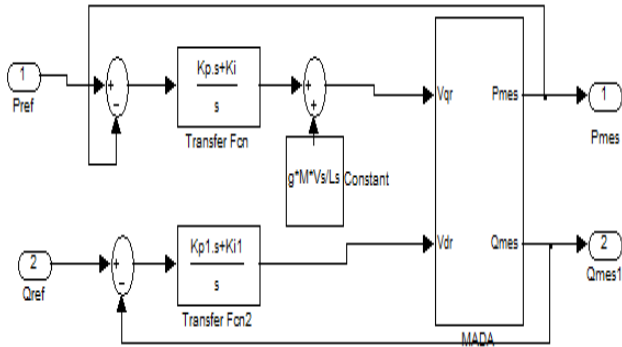 1
Pref
+
−
Kp.s+Ki
s
Transfer Fcn
+
+
g*M*Vs/Ls
Constant
Vqr
Pmes
1
Pmes
2
Qref
+
−
Kp1.s+Ki1
s
Transfer Fcn2
Vdr
Qmes
MADA
2
Qmes1